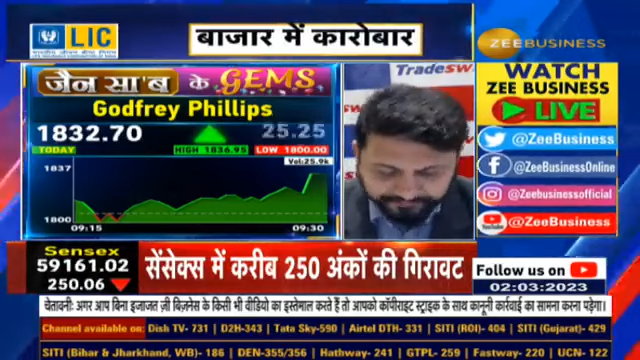 LIC
बाज़ार में कारोबार
ZEE BUSINESS
जैन सा'ब के GEMS
Godfrey Phillips
1832.70 25.25
TODAY HIGH 1836.95 LOW 1800.00
Vol:25.9k
1837
1800
09:15 09:30
Tradesw
WATCH
ZEE BUSINESS
LIVE
@ZeeBusiness
@ZeeBusinessOnline
@Zeebusinessofficial
@ZeeBusiness
Sensex
59161.02
250.06
सेंसेक्स में करीब 250 अंकों की गिरावट
Follow us on
02:03:2023
चेतावनी: अगर आप बिना इजाजत ज़ी बिज़नेस के किसी भी वीडियो का इस्तेमाल करते हैं तो आपको कॉपीराइट स्ट्राइक के साथ कानूनी कार्रवाई का सामना करना पड़ेगा।
Channel available on: Dish TV- 731 | D2H-343 | Tata Sky-590 | Airtel DTH- 331 | SITI (ROI)- 404 | SITI (Gujarat)- 429
SITI (Bihar & Jharkhand, WB)- 186 | DEN-355/356 | Hathway- 241 | GTPL- 259 | Fastway- 220 | UCN- 122